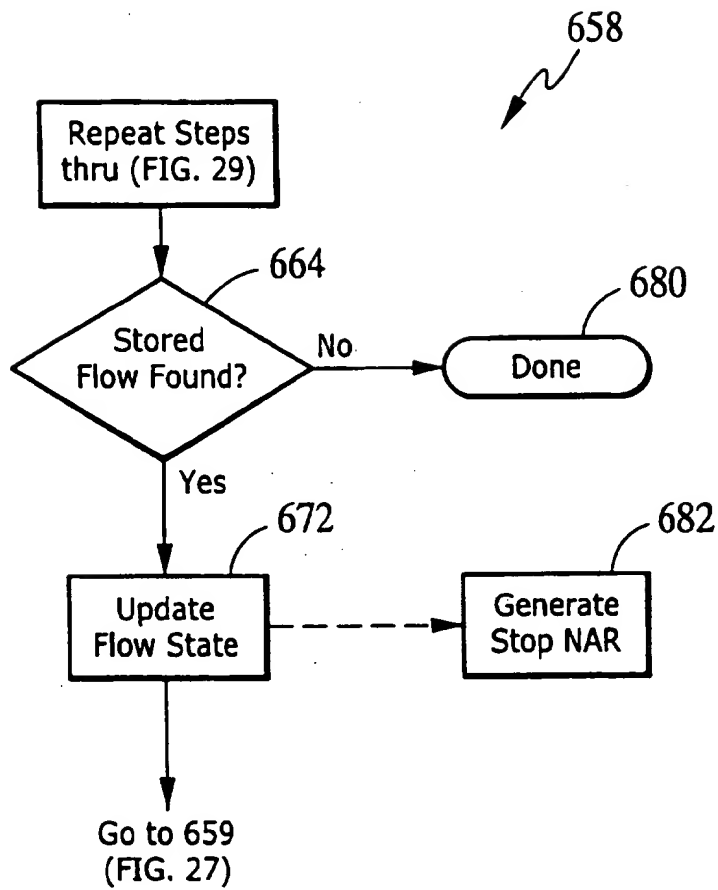 658
Repeat Steps
thru (FIG. 29)
664
Stored
Flow Found?
No
680
Done
Yes
672
Update
Flow State
682
Generate
Stop NAR
Go to 659
(FIG. 27)